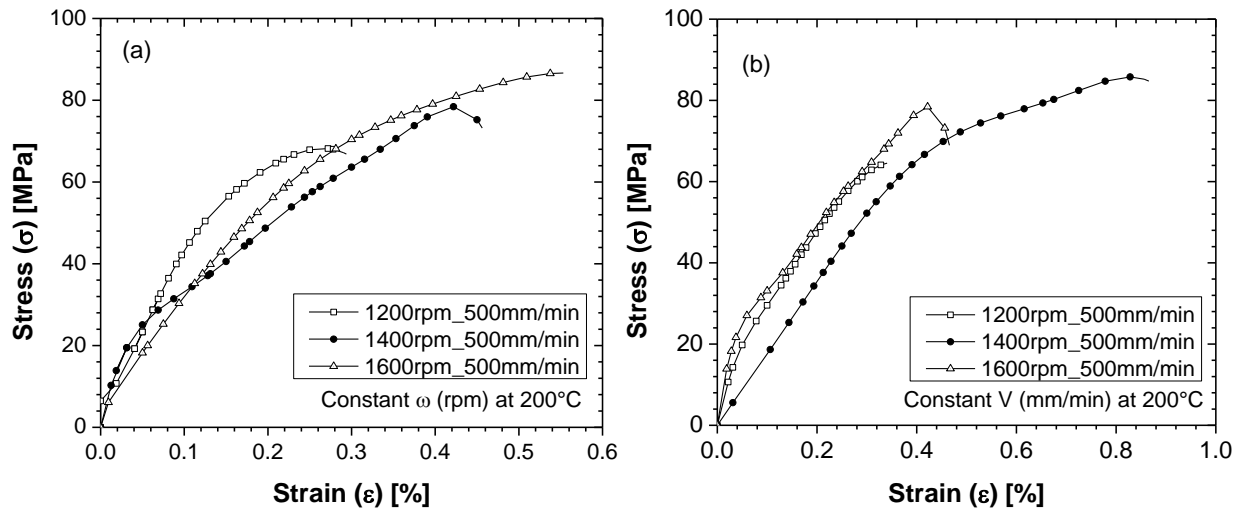 (a)
100
80
60
40
20
0
Stress (σ) [MPa]
1200rpm_500mm/min
1400rpm_500mm/min
1600rpm_500mm/min
Constant ω (rpm) at 200°C
0.0 0.1 0.2 0.3 0.4 0.5 0.6
Strain (ε) [%]
(b)
100
80
60
40
20
0
Stress (σ) [MPa]
1200rpm_500mm/min
1400rpm_500mm/min
1600rpm_500mm/min
Constant V (mm/min) at 200°C
0.0 0.2 0.4 0.6 0.8 1.0
Strain (ε) [%]